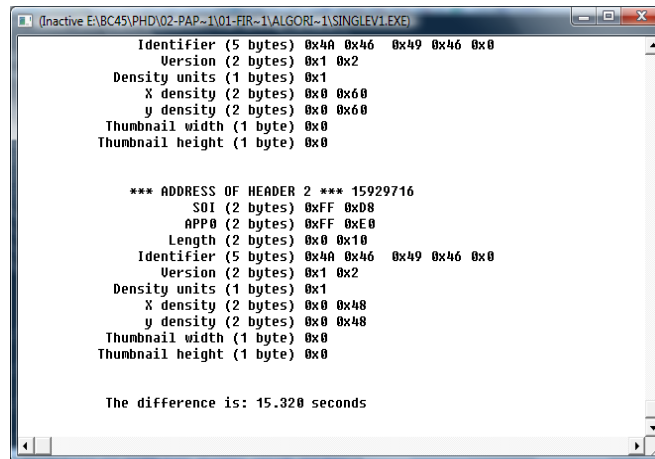 (Inactive E:\BC45\PHD\02-PAP~1\01-FIR~1\ALGORI~1\SINGLEV1.EXE)
Identifier (5 bytes) 0x4A 0x46  0x49 0x46 0x0
Version (2 bytes) 0x1 0x2
Density units (1 bytes) 0x1
X density (2 bytes) 0x0 0x60
y density (2 bytes) 0x0 0x60
Thumbnail width (1 byte) 0x0
Thumbnail height (1 byte) 0x0
*** ADDRESS OF HEADER 2 *** 15929716
SOI (2 bytes) 0xFF 0xD8
APP0 (2 bytes) 0xFF 0xE0
Length (2 bytes) 0x0 0x10
Identifier (5 bytes) 0x4A 0x46  0x49 0x46 0x0
Version (2 bytes) 0x1 0x2
Density units (1 bytes) 0x1
X density (2 bytes) 0x0 0x48
y density (2 bytes) 0x0 0x48
Thumbnail width (1 byte) 0x0
Thumbnail height (1 byte) 0x0
The difference is: 15.320 seconds